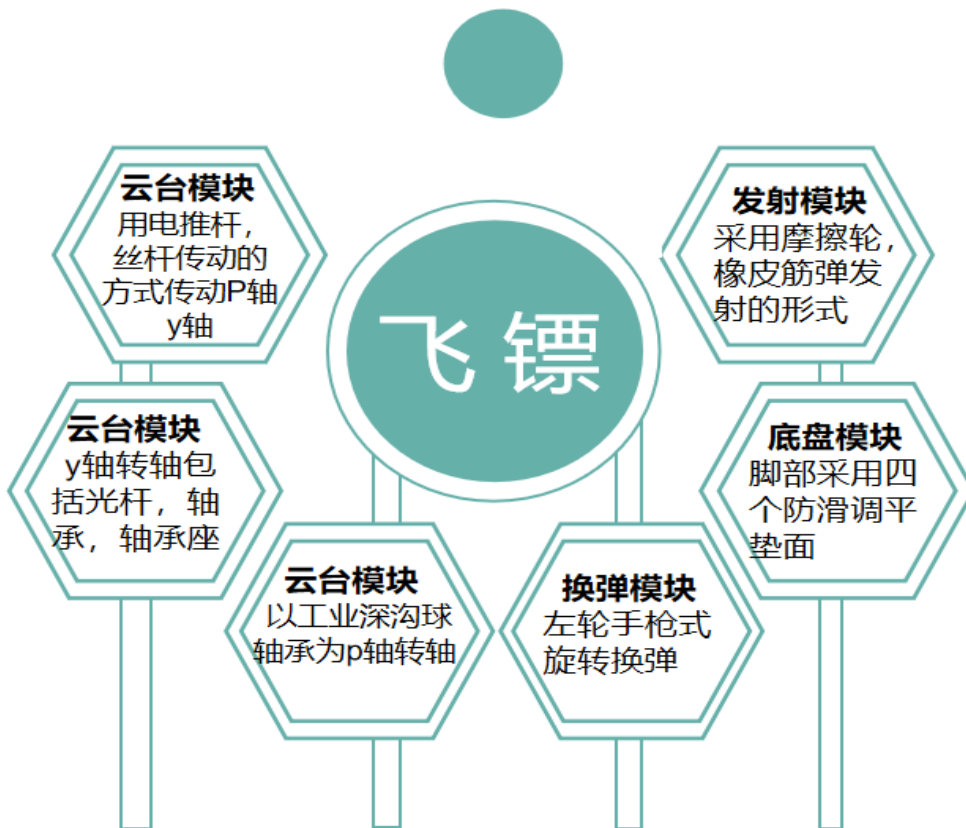 云台模块
用电推杆，
丝杆传动的
方式传动P轴
y轴
发射模块
采用摩擦轮，
橡皮筋弹发
射的形式
飞镖
云台模块
y轴转轴包
括光杆，轴
承，轴承座
底盘模块
脚部采用四
个防滑调平
垫面
云台模块
以工业深沟球
轴承为p轴转轴
换弹模块
左轮手枪式
旋转换弹